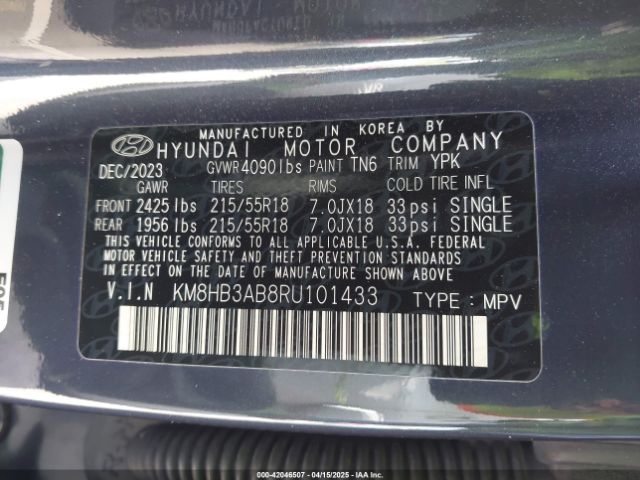 MANUFACTURED IN KOREA BY
HYUNDAI MOTOR COMPANY
DEC/2023 GVWR 4090lbs PAINT TN6 TRIM YPK
GAWR TIRES RIMS COLD TIRE INFL
FRONT 2425 lbs 215/55R18 7.0JX18 33psi SINGLE
REAR 1956 lbs 215/55R18 7.0JX18 33psi SINGLE
THIS VEHICLE CONFORMS TO ALL APPLICABLE U.S.A. FEDERAL
MOTOR VEHICLE SAFETY AND THEFT PREVENTION STANDARDS
IN EFFECT ON THE DATE OF MANUFACTURE SHOWN ABOVE
V.I.N KM8HB3AB8RU101433 TYPE : MPV
000-42046507 - 04/15/2025 - IAAI